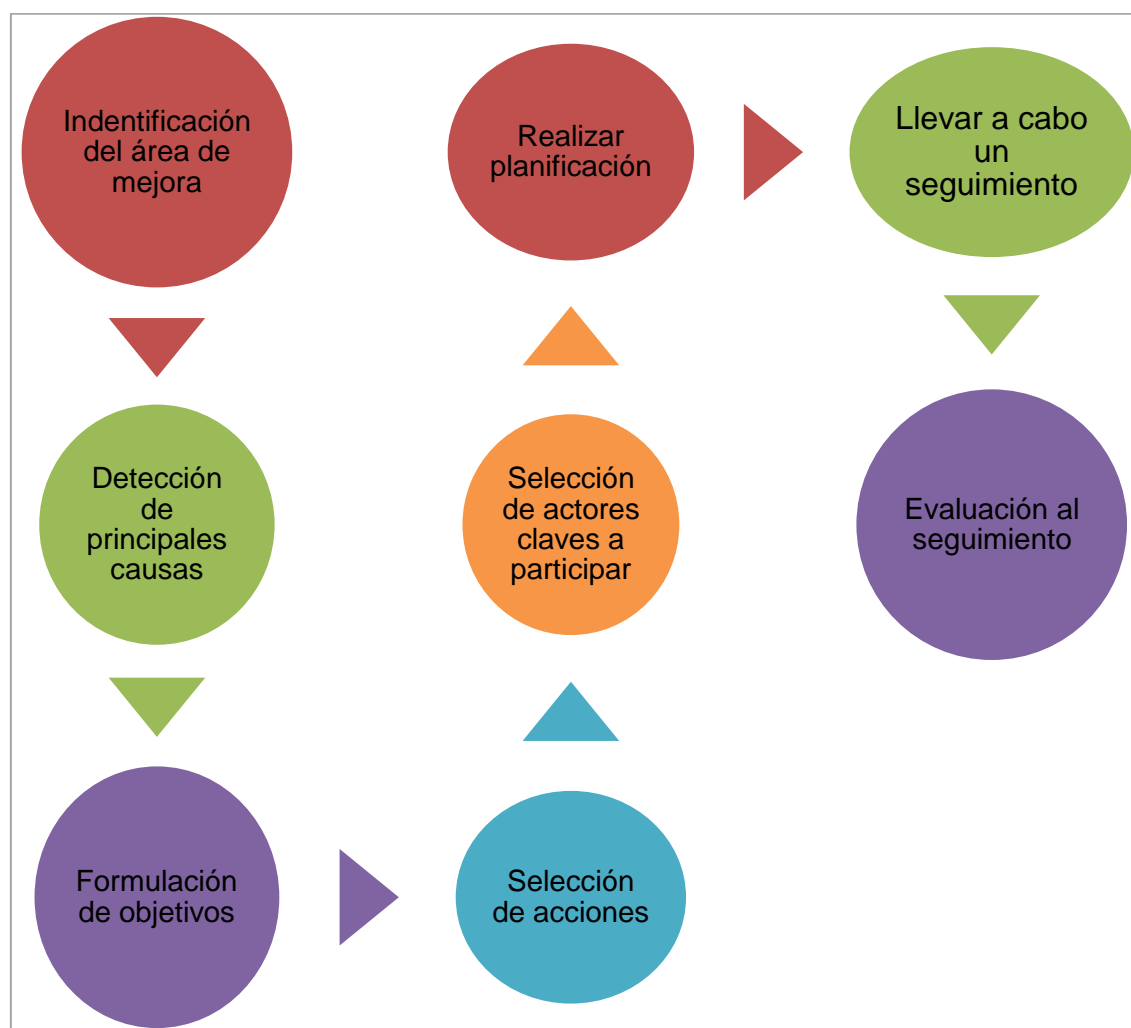 Indentificación
del área de
mejora
Detección
de
principales
causas
Formulación
de objetivos
Selección
de acciones
Selección
de actores
claves a
participar
Realizar
planificación
Llevar a cabo
un
seguimiento
Evaluación al
seguimiento